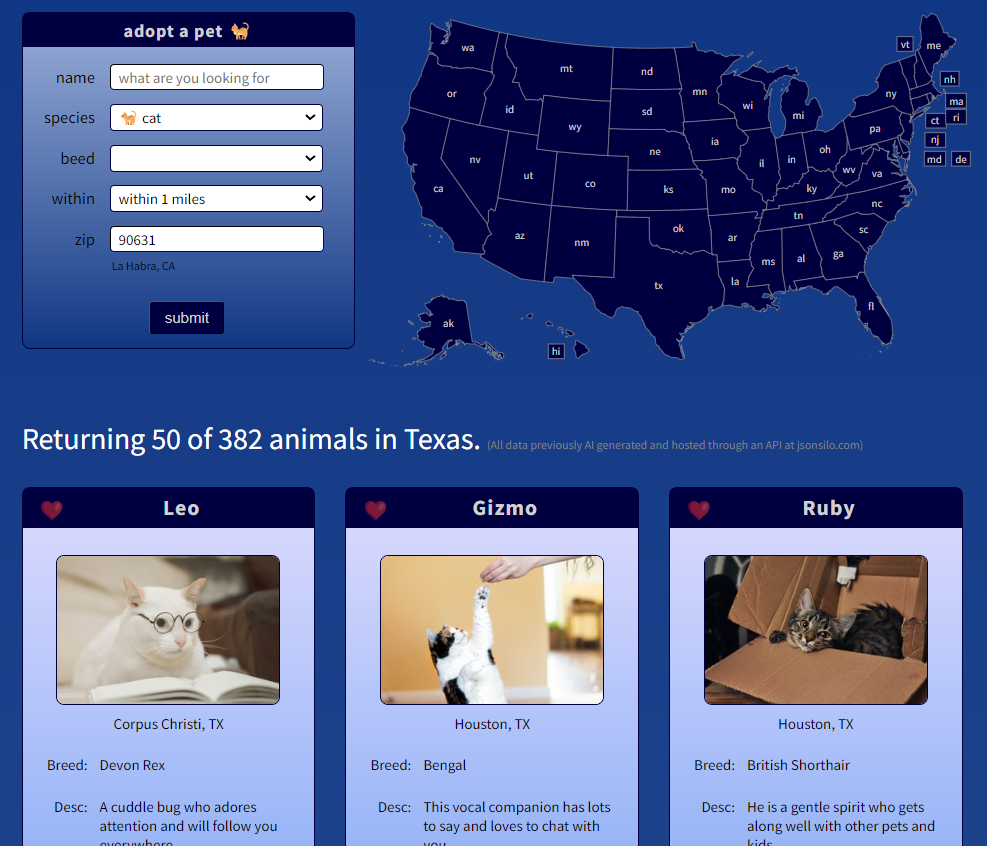 adopt a pet
name what are you looking for
species cat
beed
within within 1 miles
zip 90631
La Habra, CA
submit
wa
or
ca
nv
id
mt
wy
ut
az
co
nm
nd
sd
ne
ks
ok
tx
mn
ia
mo
ar
la
wi
il
mi
in
oh
ky
tn
ms
al
ga
fl
sc
nc
va
wv
pa
ny
vt
me
nh
ma
ct
ri
nj
md
de
ak
hi
Returning 50 of 382 animals in Texas. (All data previously AI generated and hosted through an API at jsonsilo.com)
Leo
Corpus Christi, TX
Breed: Devon Rex
Desc: A cuddle bug who adores
attention and will follow you
everywhere
Gizmo
Houston, TX
Breed: Bengal
Desc: This vocal companion has lots
to say and loves to chat with
you
Ruby
Houston, TX
Breed: British Shorthair
Desc: He is a gentle spirit who gets
along well with other pets and
kids